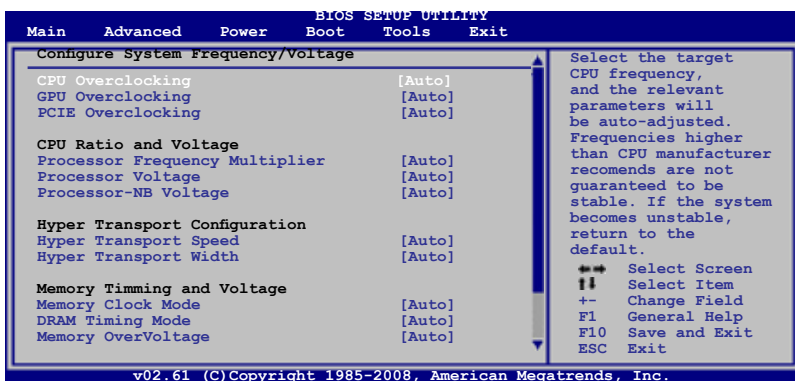 BIOS SETUP UTILITY
Main Advanced Power Boot Tools Exit
Configure System Frequency/Voltage
CPU Overclocking [Auto]
GPU Overclocking [Auto]
PCIE Overclocking [Auto]
CPU Ratio and Voltage
Processor Frequency Multiplier [Auto]
Processor Voltage [Auto]
Processor-NB Voltage [Auto]
Hyper Transport Configuration
Hyper Transport Speed [Auto]
Hyper Transport Width [Auto]
Memory Timming and Voltage
Memory Clock Mode [Auto]
DRAM Timing Mode [Auto]
Memory OverVoltage [Auto]
Select the target
CPU frequency,
and the relevant
parameters will
be auto-adjusted.
Frequencies higher
than CPU manufacturer
recomends are not
guaranteed to be
stable. If the system
becomes unstable,
return to the
default.
Select Screen
Select Item
+- Change Field
F1 General Help
F10 Save and Exit
ESC Exit
v02.61 (C)Copyright 1985-2008, American Megatrends, Inc.